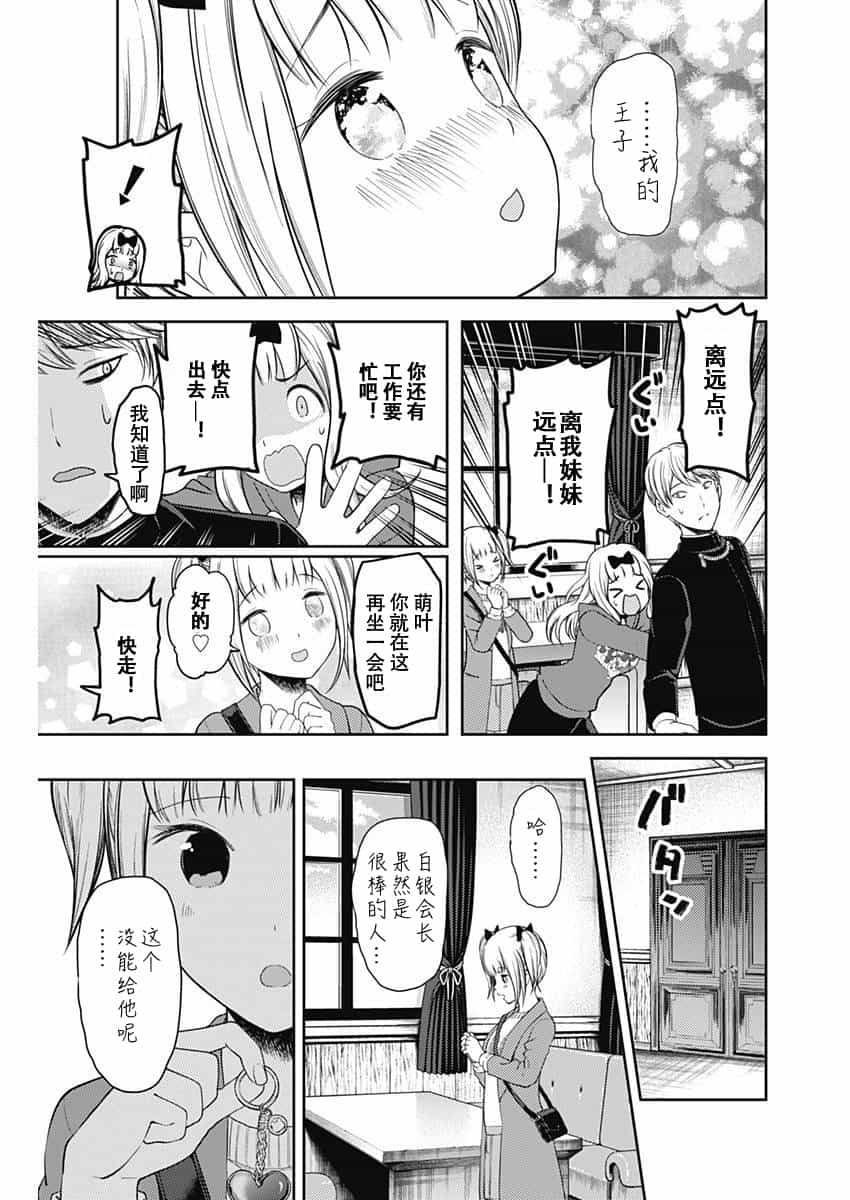 ……我的
王子
！
离远点！
离我妹妹
远点—！
ぐい
ぐい
你还有
工作要
忙吧！
快点
出去—！
我知
道了啊
萌叶
你就在这
再坐一会吧
好的♡
快走！
バタン
哈……
白银会长
果然是
很棒的人…
这个
没能给他呢
……